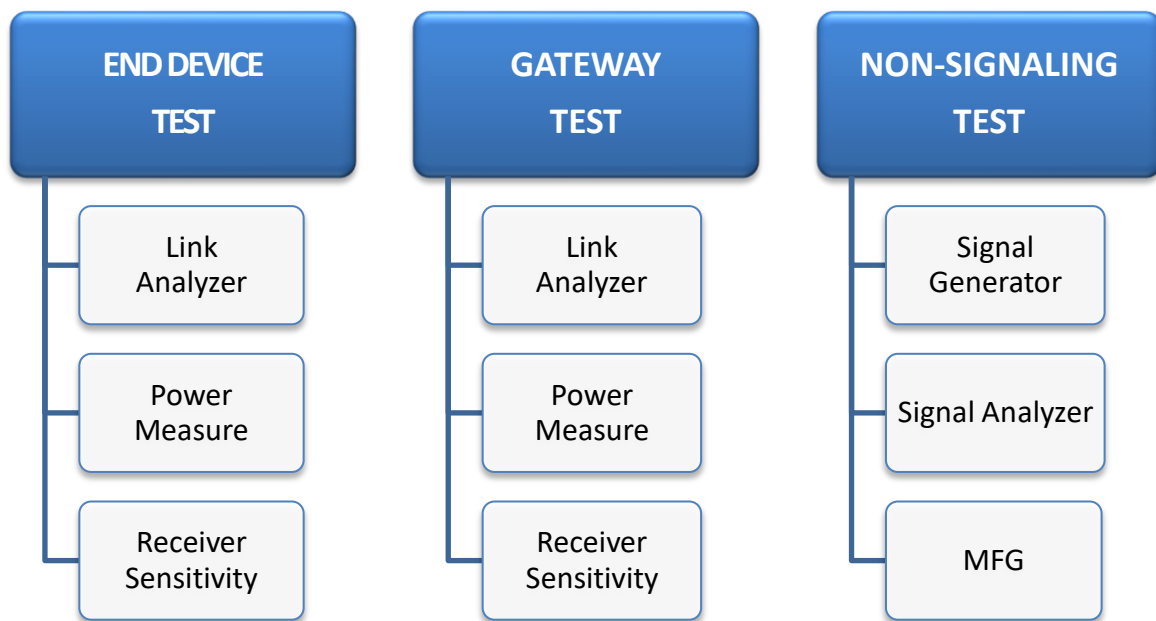 END DEVICE
TEST
Link
Analyzer
Power
Measure
Receiver
Sensitivity
GATEWAY
TEST
Link
Analyzer
Power
Measure
Receiver
Sensitivity
NON-SIGNALING
TEST
Signal
Generator
Signal Analyzer
MFG